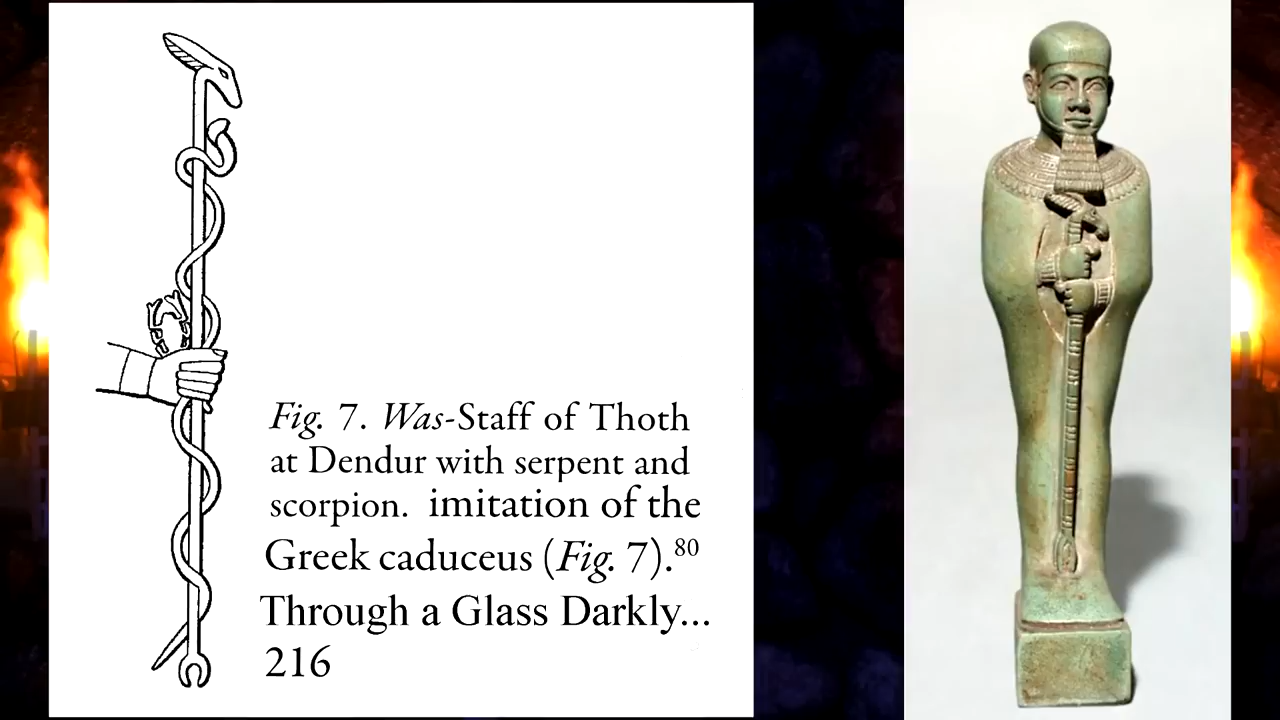 Fig. 7. Was-Staff of Thoth
at Dendur with serpent and
scorpion. imitation of the
Greek caduceus (Fig. 7).80
Through a Glass Darkly...
216